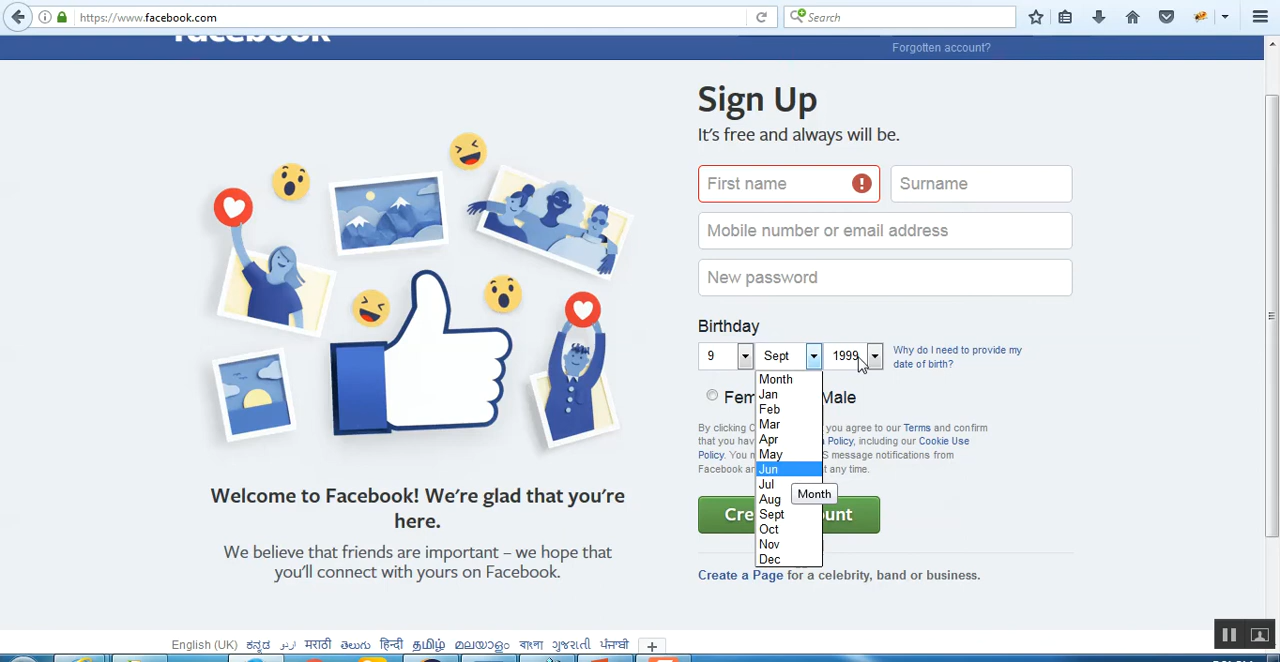 https://www.facebook.com
Search
facebook
Forgotten account?
Sign Up
It's free and always will be.
First name
Surname
Mobile number or email address
New password
Birthday
9
Sept
1999
Why do I need to provide my
date of birth?
Month
Jan
Feb
Mar
Apr
May
Jun
Jul
Aug
Sept
Oct
Nov
Dec
Month
Fem
Male
By clicking C
you agree to our Terms and confirm
that you hav
Policy, including our Cookie Use
Policy. You
S message notifications from
Facebook an
t any time.
Cre
unt
Create a Page for a celebrity, band or business.
Welcome to Facebook! We're glad that you're
here.
We believe that friends are important – we hope that
you'll connect with yours on Facebook.
English (UK) ಕನ್ನಡ اردو मराठी తెలుగు हिन्दी தமிழ் മലയാളം বাংলা ગુજરાતી ਪੰਜਾਬੀ +